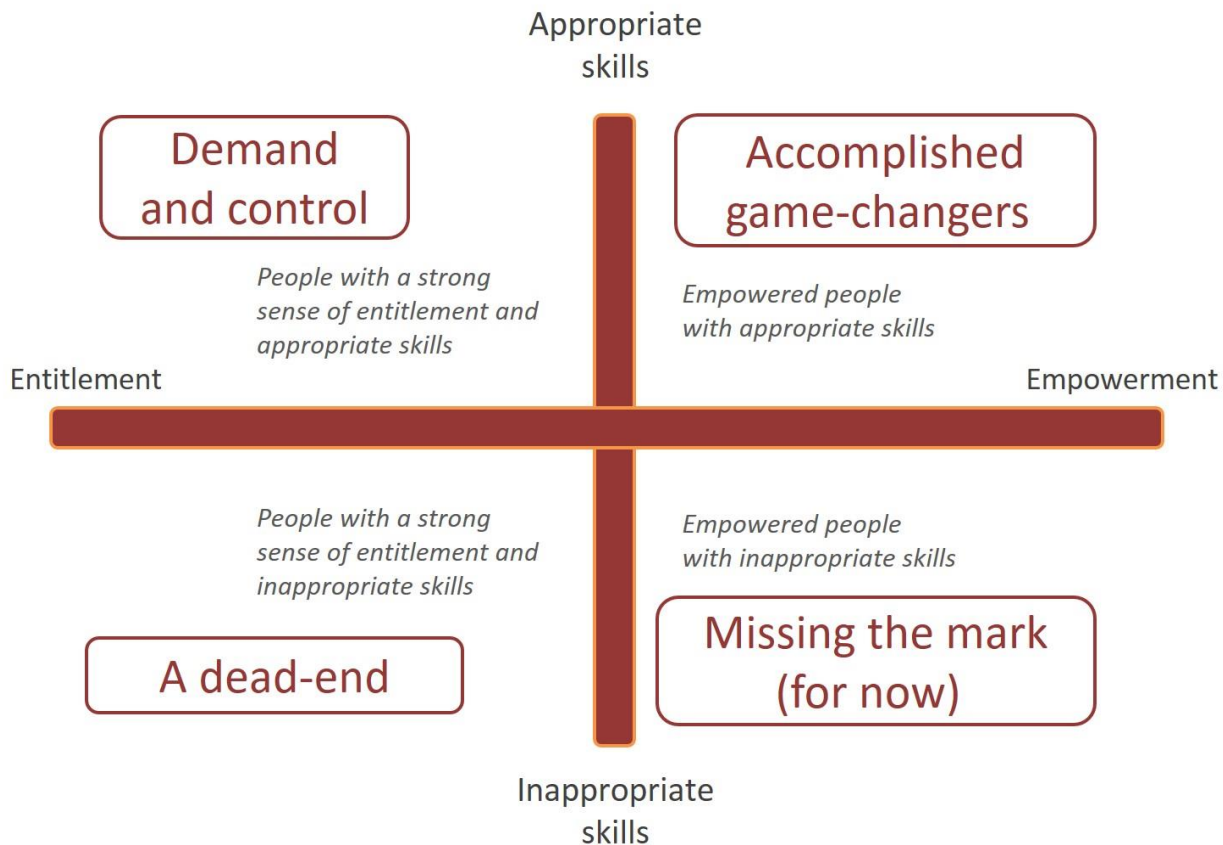 Appropriate
skills
Demand
and control
Accomplished
game-changers
People with a strong
sense of entitlement and
appropriate skills
Empowered people
with appropriate skills
Entitlement
Empowerment
People with a strong
sense of entitlement and
inappropriate skills
Empowered people
with inappropriate skills
A dead-end
Missing the mark
(for now)
Inappropriate
skills